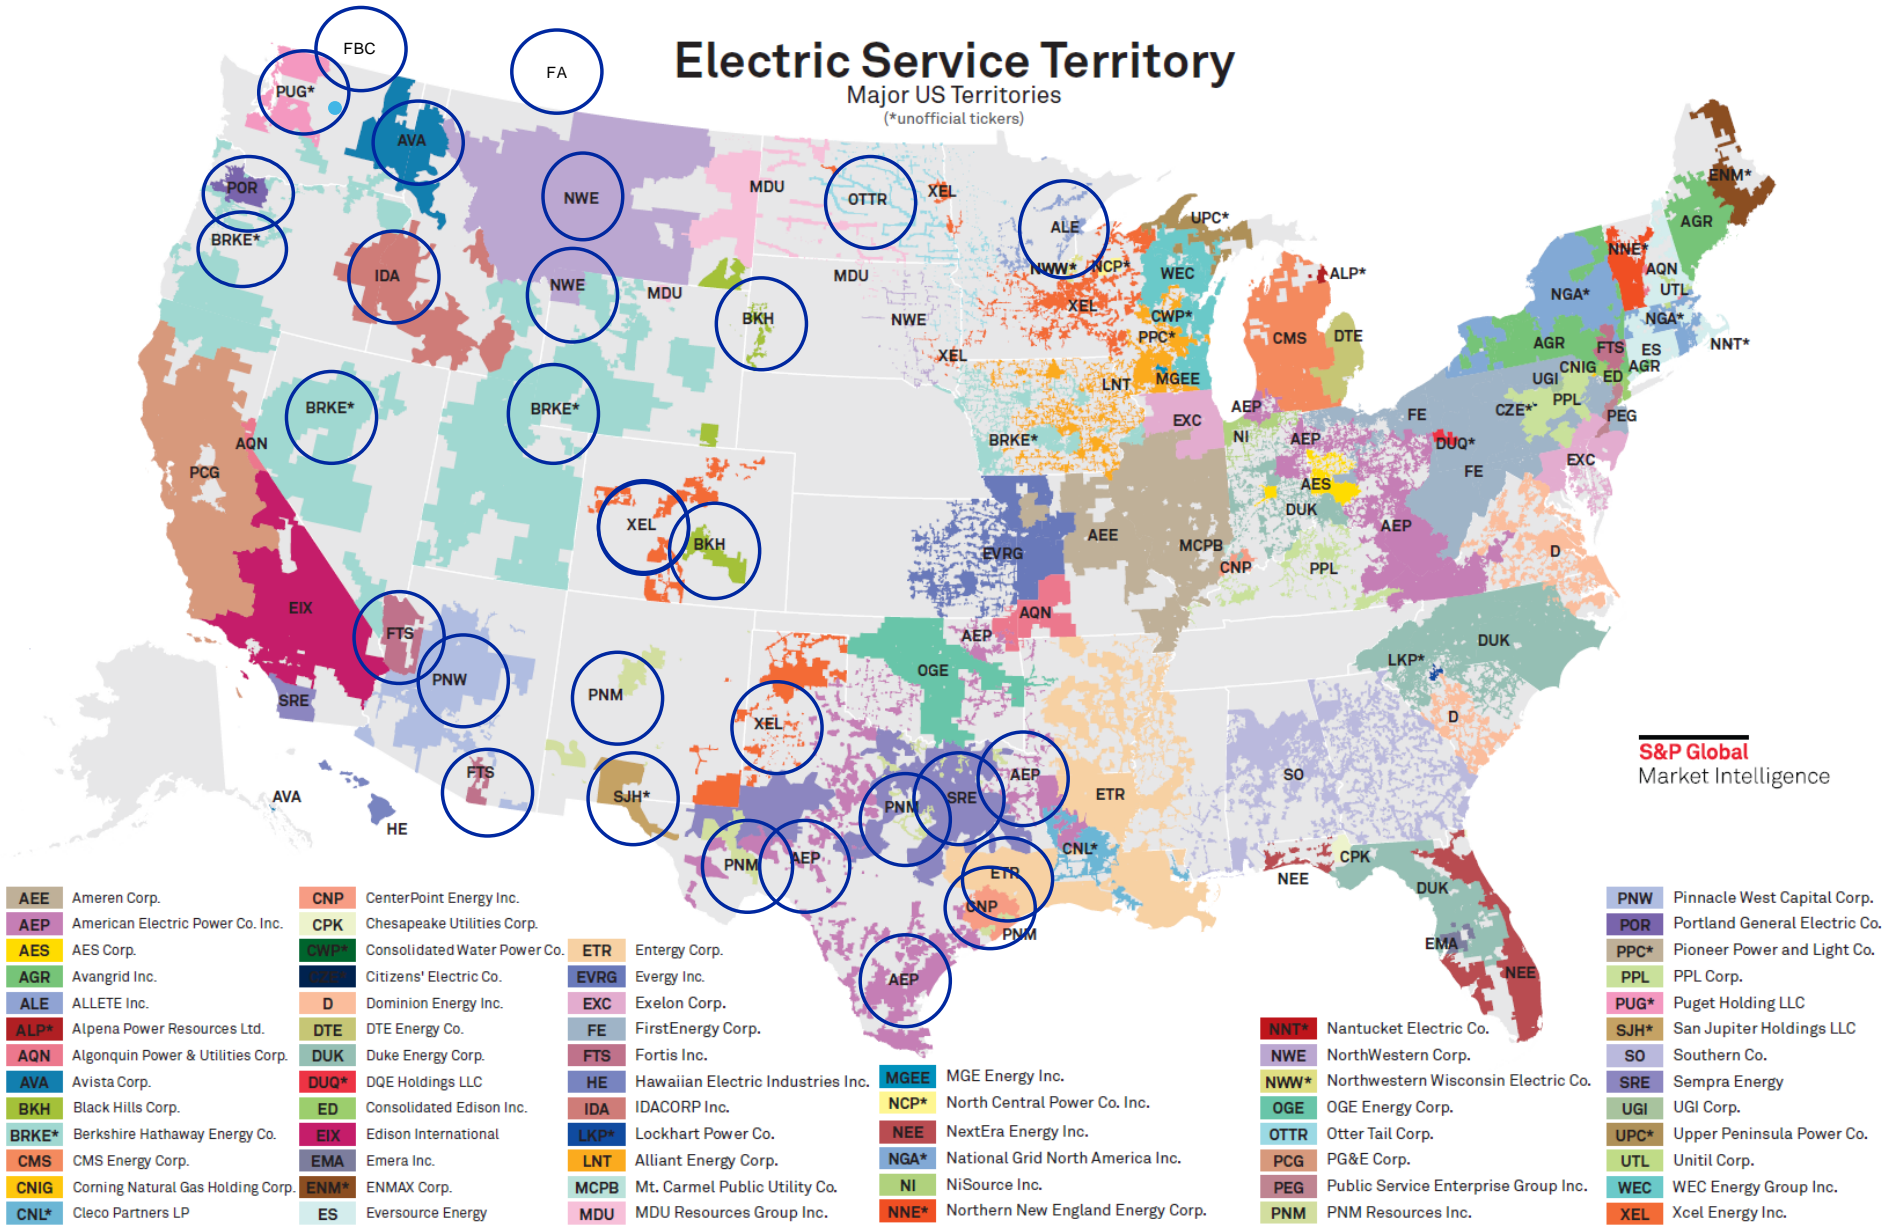 Electric Service Territory
Major US Territories
(*unofficial tickers)
FBC
FA
PUG*
AVA
POR
BRKE*
IDA
NWE
NWE
MDU
MDU
OTTR
XEL
ALE
UPC*
NWW*
NCP*
WEC
XEL
MDU
BKH
NWE
XEL
CWP*
PPC*
LNT
MGEE
CMS
ALP*
DTE
ENM*
AGR
NNE*
AQN
UTL
NGA*
NGA*
NNT*
AGR
FTS
ES
AGR
CNIG
UGI
ED
PPL
CZE*
PEG
FE
DUQ*
FE
EXC
BRKE*
BRKE*
BRKE*
AQN
PCG
EXC
AEP
NI
AEP
AES
DUK
AEP
XEL
BKH
EVRG
AEE
MCPB
CNP
PPL
D
EIX
FTS
PNW
SRE
AQN
AEP
OGE
DUK
LKP*
D
PNM
XEL
FTS
SJH*
AVA
HE
PNM
SRE
AEP
ETR
SO
PNM
AEP
CNL*
ETR
CNP
PNM
AEP
NEE
CPK
DUK
EMA
NEE
S&P Global
Market Intelligence
AEE Ameren Corp.
AEP American Electric Power Co. Inc.
AES AES Corp.
AGR Avangrid Inc.
ALE ALLETE Inc.
ALP* Alpena Power Resources Ltd.
AQN Algonquin Power & Utilities Corp.
AVA Avista Corp.
BKH Black Hills Corp.
BRKE* Berkshire Hathaway Energy Co.
CMS CMS Energy Corp.
CNIG Corning Natural Gas Holding Corp.
CNL* Cleco Partners LP
CNP CenterPoint Energy Inc.
CPK Chesapeake Utilities Corp.
CWP* Consolidated Water Power Co.
Citizens' Electric Co.
D Dominion Energy Inc.
DTE DTE Energy Co.
DUK Duke Energy Corp.
DUQ* DQE Holdings LLC
ED Consolidated Edison Inc.
EIX Edison International
EMA Emera Inc.
ENM* ENMAX Corp.
ES Eversource Energy
ETR Entergy Corp.
EVRG Evergy Inc.
EXC Exelon Corp.
FE FirstEnergy Corp.
FTS Fortis Inc.
HE Hawaiian Electric Industries Inc.
IDA IDACORP Inc.
LKP* Lockhart Power Co.
LNT Alliant Energy Corp.
MCPB Mt. Carmel Public Utility Co.
MDU MDU Resources Group Inc.
MGEE MGE Energy Inc.
NCP* North Central Power Co. Inc.
NEE NextEra Energy Inc.
NGA* National Grid North America Inc.
NI NiSource Inc.
NNE* Northern New England Energy Corp.
NNT* Nantucket Electric Co.
NWE NorthWestern Corp.
NWW* Northwestern Wisconsin Electric Co.
OGE OGE Energy Corp.
OTTR Otter Tail Corp.
PCG PG&E Corp.
PEG Public Service Enterprise Group Inc.
PNM PNM Resources Inc.
PNW Pinnacle West Capital Corp.
POR Portland General Electric Co.
PPC* Pioneer Power and Light Co.
PPL PPL Corp.
PUG* Puget Holding LLC
SJH* San Jupiter Holdings LLC
SO Southern Co.
SRE Sempra Energy
UGI UGI Corp.
UPC* Upper Peninsula Power Co.
UTL Unitil Corp.
WEC WEC Energy Group Inc.
XEL Xcel Energy Inc.